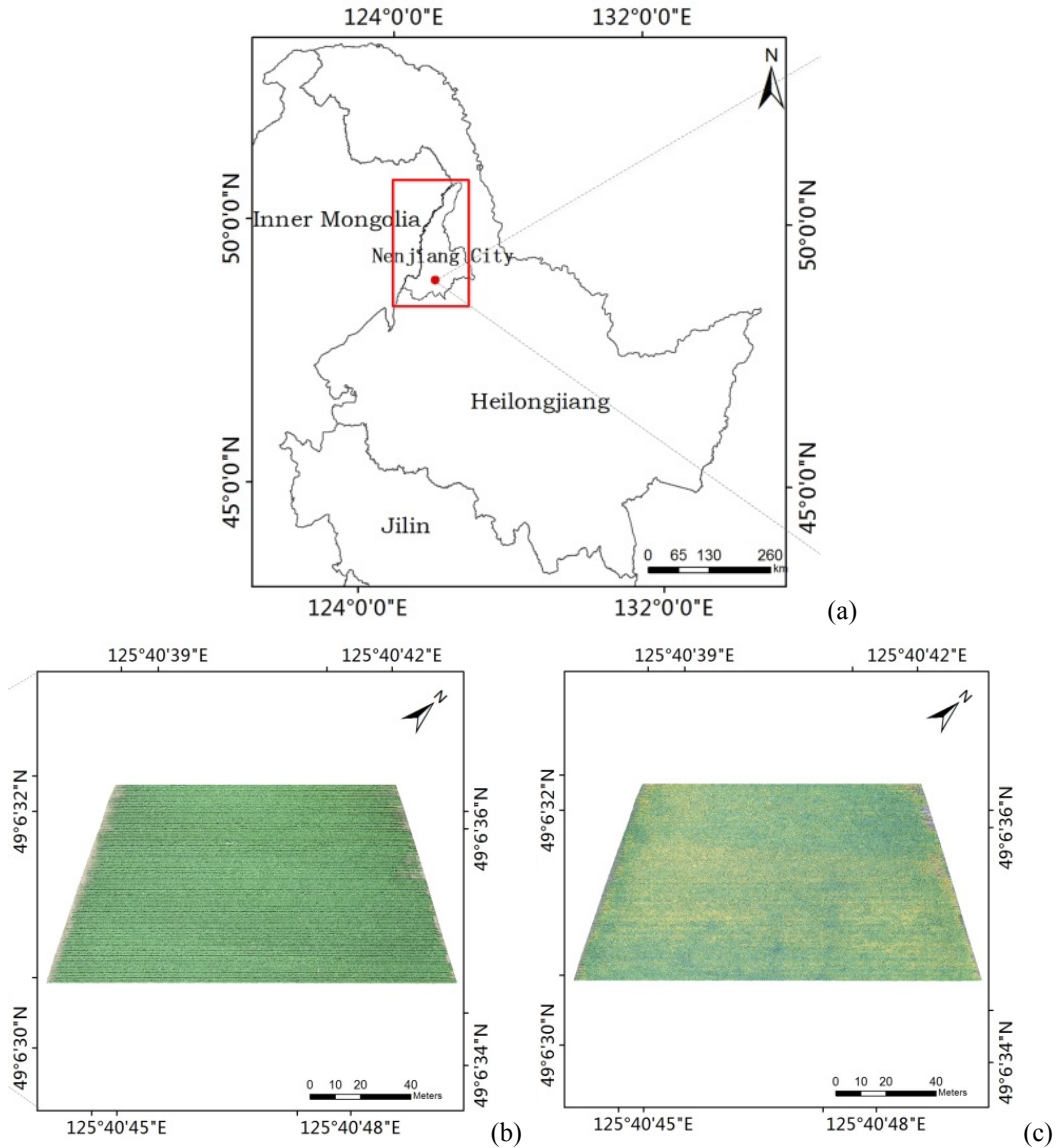 124°0'0"E 132°0'0"E
N
50°0'0"N
Inner Mongolia
50°0'0"N
Nenjiang City
Heilongjiang
45°0'0"N
45°0'0"N
Jilin
0 65 130 260
km
124°0'0"E 132°0'0"E
(a)
125°40'39"E 125°40'42"E
N
49°6'32"N
49°6'36"N
49°6'30"N
49°6'34"N
0 10 20 40
Meters
125°40'45"E 125°40'48"E
(b)
125°40'39"E 125°40'42"E
N
49°6'32"N
49°6'36"N
49°6'30"N
49°6'34"N
0 10 20 40
Meters
125°40'45"E 125°40'48"E
(c)